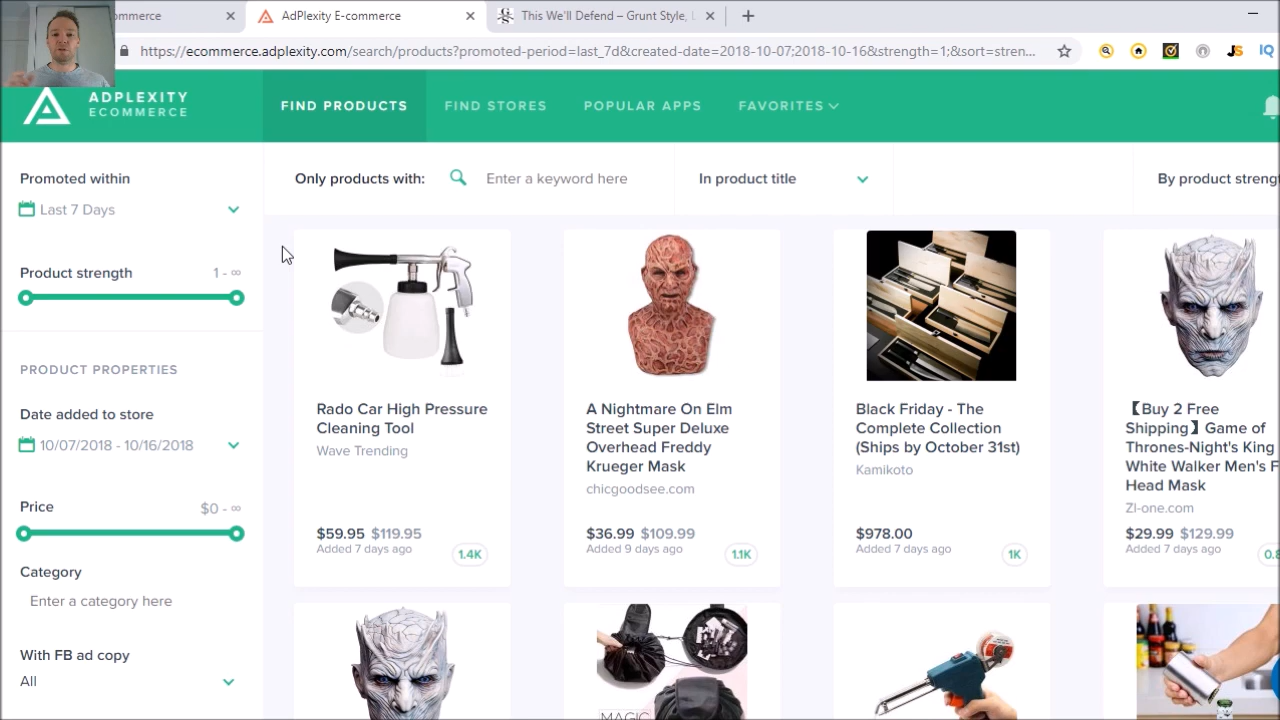 ommerce
AdPlexity E-commerce
This We'll Defend – Grunt Style, L
https://ecommerce.adplexity.com/search/products?promoted-period=last_7d&created-date=2018-10-07;2018-10-16&strength=1;&sort=stren...
JS
IQ
ADPLEXITY
ECOMMERCE
FIND PRODUCTS
FIND STORES
POPULAR APPS
FAVORITES
Promoted within
Last 7 Days
Product strength 1 - ∞
PRODUCT PROPERTIES
Date added to store
10/07/2018 - 10/16/2018
Price $0 - ∞
Category
Enter a category here
With FB ad copy
All
Only products with:
Enter a keyword here
In product title
By product strengt
Rado Car High Pressure
Cleaning Tool
Wave Trending
$59.95 $119.95
Added 7 days ago
1.4K
A Nightmare On Elm
Street Super Deluxe
Overhead Freddy
Krueger Mask
chicgoodsee.com
$36.99 $109.99
Added 9 days ago
1.1K
Black Friday - The
Complete Collection
(Ships by October 31st)
Kamikoto
$978.00
Added 7 days ago
1K
【Buy 2 Free
Shipping】Game of
Thrones-Night's King
White Walker Men's F
Head Mask
Zl-one.com
$29.99 $129.99
Added 7 days ago
0.8
MAGIC